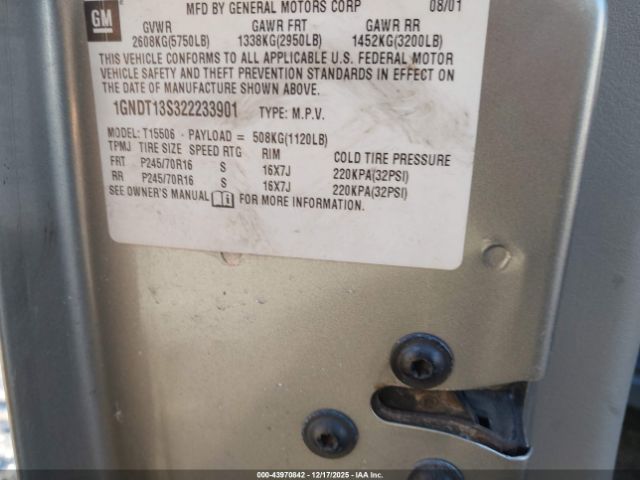 GM
MFD BY GENERAL MOTORS CORP 08/01
GVWR GAWR FRT GAWR RR
2608KG(5750LB) 1338KG(2950LB) 1452KG(3200LB)
THIS VEHICLE CONFORMS TO ALL APPLICABLE U.S. FEDERAL MOTOR
VEHICLE SAFETY AND THEFT PREVENTION STANDARDS IN EFFECT ON
THE DATE OF MANUFACTURE SHOWN ABOVE.
1GNDT13S322233901 TYPE: M.P.V.
MODEL: T15506 - PAYLOAD = 508KG(1120LB)
TPMJ TIRE SIZE SPEED RTG RIM COLD TIRE PRESSURE
FRT P245/70R16 S 16X7J 220KPA(32PSI)
RR P245/70R16 S 16X7J 220KPA(32PSI)
SEE OWNER'S MANUAL i FOR MORE INFORMATION.
000-43970842 - 12/17/2025 - IAA Inc.